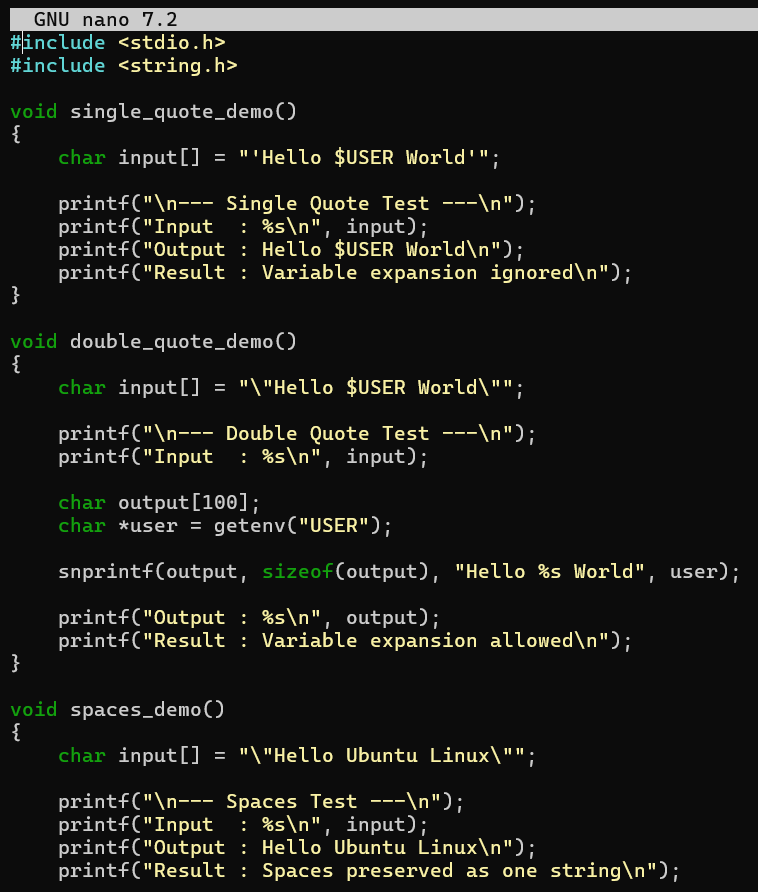 GNU nano 7.2
#include <stdio.h>
#include <string.h>

void single_quote_demo()
{
    char input[] = "'Hello $USER World'";

    printf("\n--- Single Quote Test ---\n");
    printf("Input  : %s\n", input);
    printf("Output : Hello $USER World\n");
    printf("Result : Variable expansion ignored\n");
}

void double_quote_demo()
{
    char input[] = "\"Hello $USER World\"";

    printf("\n--- Double Quote Test ---\n");
    printf("Input  : %s\n", input);

    char output[100];
    char *user = getenv("USER");

    snprintf(output, sizeof(output), "Hello %s World", user);

    printf("Output : %s\n", output);
    printf("Result : Variable expansion allowed\n");
}

void spaces_demo()
{
    char input[] = "\"Hello Ubuntu Linux\"";

    printf("\n--- Spaces Test ---\n");
    printf("Input  : %s\n", input);
    printf("Output : Hello Ubuntu Linux\n");
    printf("Result : Spaces preserved as one string\n");